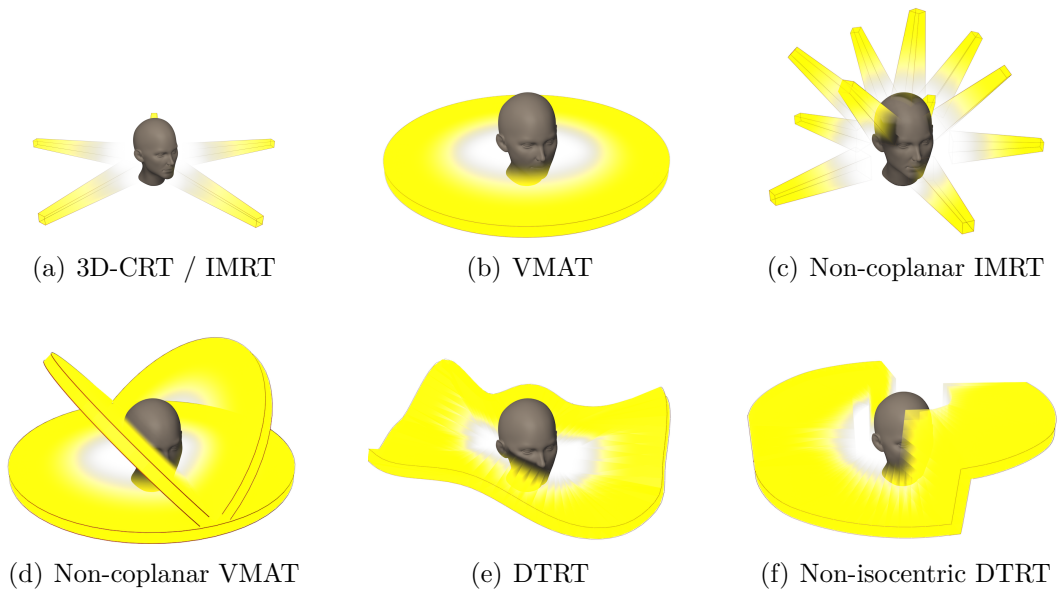 (a) 3D-CRT / IMRT
(b) VMAT
(c) Non-coplanar IMRT
(d) Non-coplanar VMAT
(e) DTRT
(f) Non-isocentric DTRT